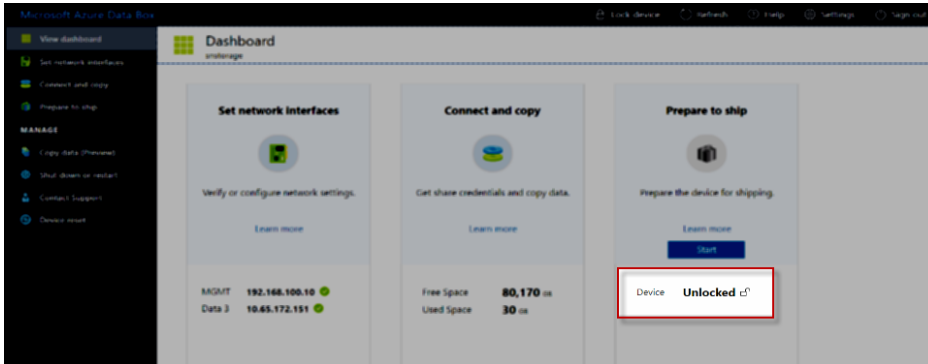 Microsoft Azure Data Box
Lock device Refresh Help Settings Sign out
View dashboard
Set network interfaces
Connect and copy
Prepare to ship
MANAGE
Copy data (Preview)
Shut down or restart
Contact Support
Device reset
Dashboard
Set network interfaces
Verify or configure network settings.
Learn more
MGMT 192.168.100.10
Data 3 10.65.172.151
Connect and copy
Get share credentials and copy data.
Learn more
Free Space 80,170 GB
Used Space 30 GB
Prepare to ship
Prepare the device for shipping.
Learn more
Start
Device Unlocked